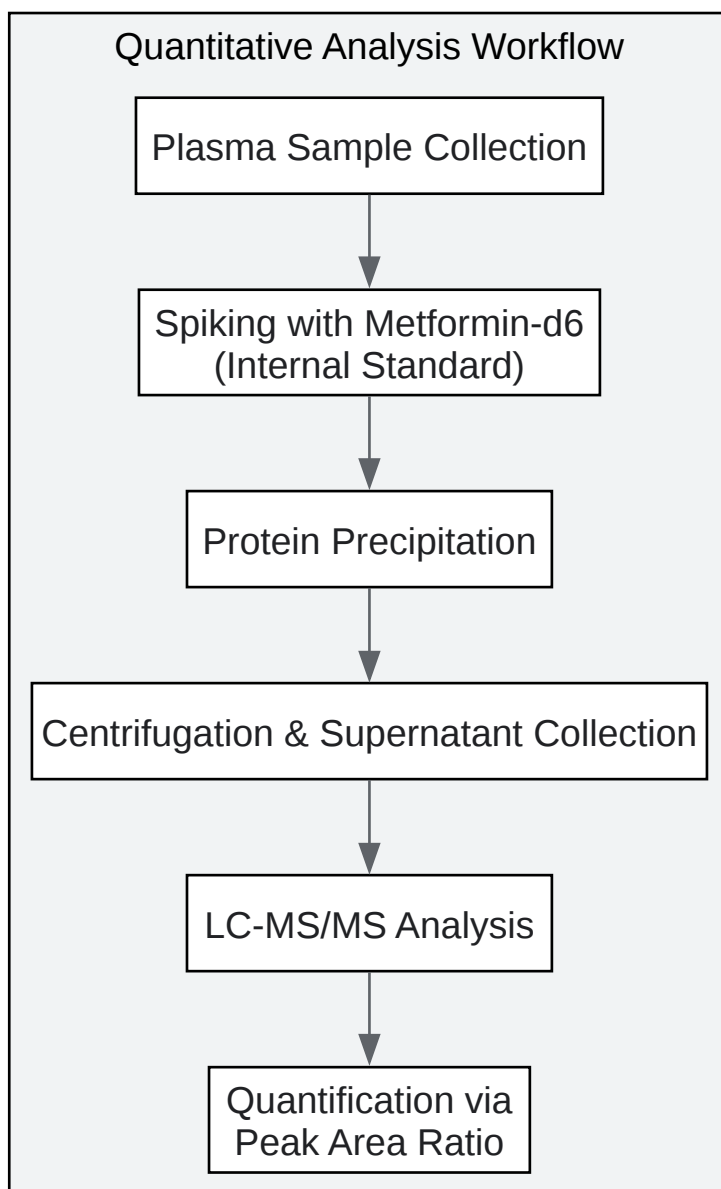 Quantitative Analysis Workflow
Plasma Sample Collection
Spiking with Metformin-d6
(Internal Standard)
Protein Precipitation
Centrifugation & Supernatant Collection
LC-MS/MS Analysis
Quantification via
Peak Area Ratio